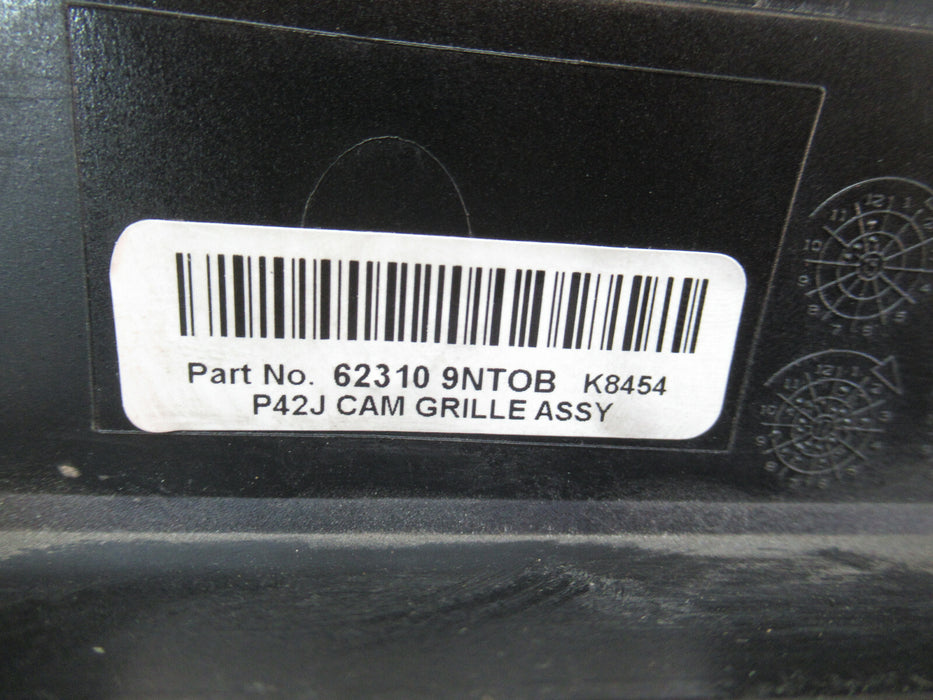 Part No. 62310 9NTOB K8454
P42J CAM GRILLE ASSY